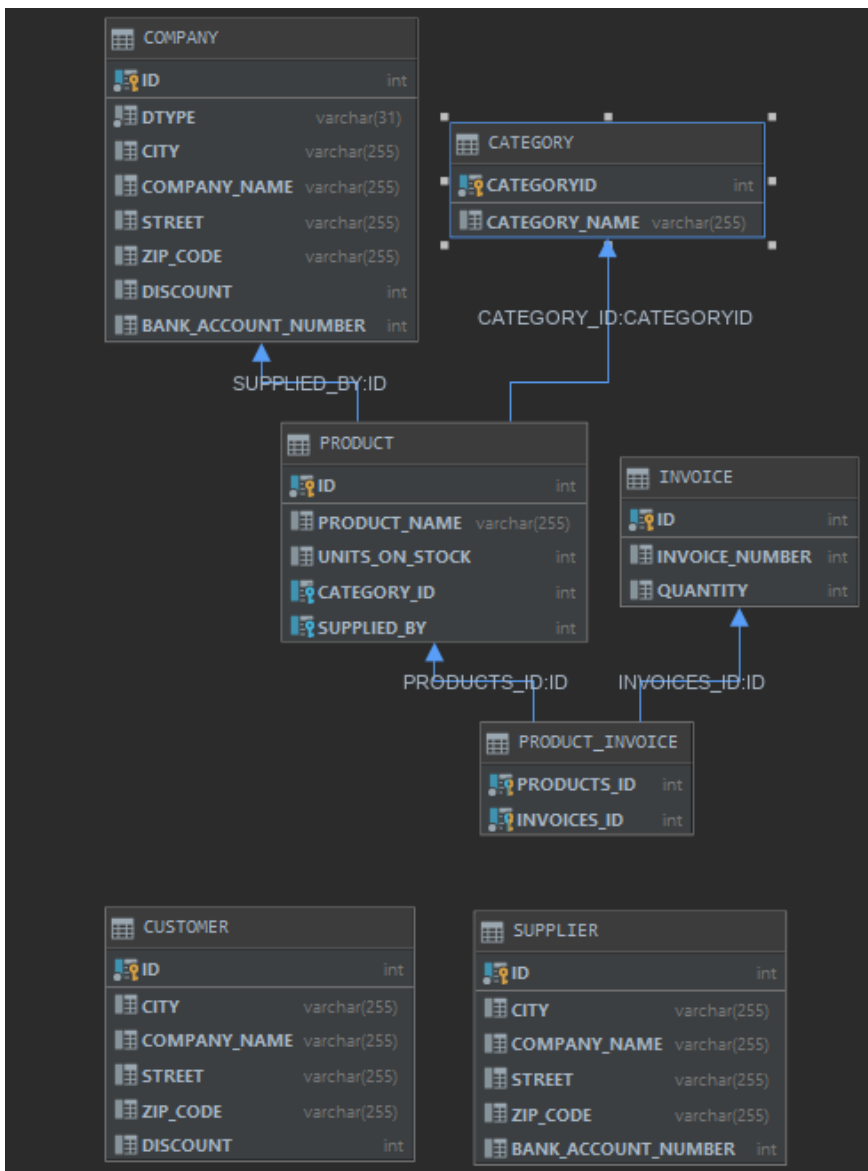 COMPANY
ID int
DTYPE varchar(31)
CITY varchar(255)
COMPANY_NAME varchar(255)
STREET varchar(255)
ZIP_CODE varchar(255)
DISCOUNT int
BANK_ACCOUNT_NUMBER int
CATEGORY
CATEGORYID int
CATEGORY_NAME varchar(255)
CATEGORY_ID:CATEGORYID
SUPPLIED_BY:ID
PRODUCT
ID int
PRODUCT_NAME varchar(255)
UNITS_ON_STOCK int
CATEGORY_ID int
SUPPLIED_BY int
INVOICE
ID int
INVOICE_NUMBER int
QUANTITY int
PRODUCTS_ID:ID
INVOICES_ID:ID
PRODUCT_INVOICE
PRODUCTS_ID int
INVOICES_ID int
CUSTOMER
ID int
CITY varchar(255)
COMPANY_NAME varchar(255)
STREET varchar(255)
ZIP_CODE varchar(255)
DISCOUNT int
SUPPLIER
ID int
CITY varchar(255)
COMPANY_NAME varchar(255)
STREET varchar(255)
ZIP_CODE varchar(255)
BANK_ACCOUNT_NUMBER int